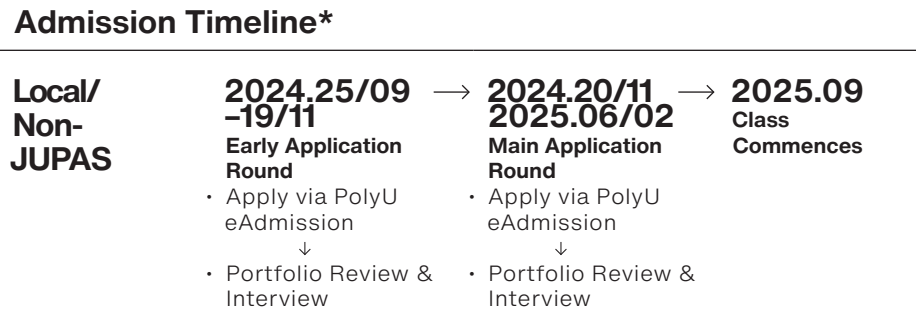 Admission Timeline*
Local/
Non-
JUPAS
2024.25/09
–19/11
Early Application
Round
· Apply via PolyU
eAdmission
↓
· Portfolio Review &
Interview
→
2024.20/11
2025.06/02
Main Application
Round
· Apply via PolyU
eAdmission
↓
· Portfolio Review &
Interview
→
2025.09
Class
Commences